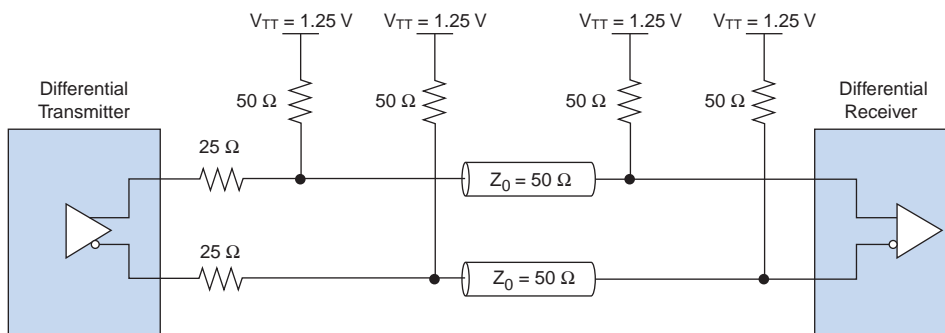 V_TT = 1.25 V V_TT = 1.25 V V_TT = 1.25 V V_TT = 1.25 V
Differential
Transmitter
50 Ω 50 Ω 50 Ω 50 Ω
Differential
Receiver
25 Ω
Z_0 = 50 Ω
25 Ω
Z_0 = 50 Ω